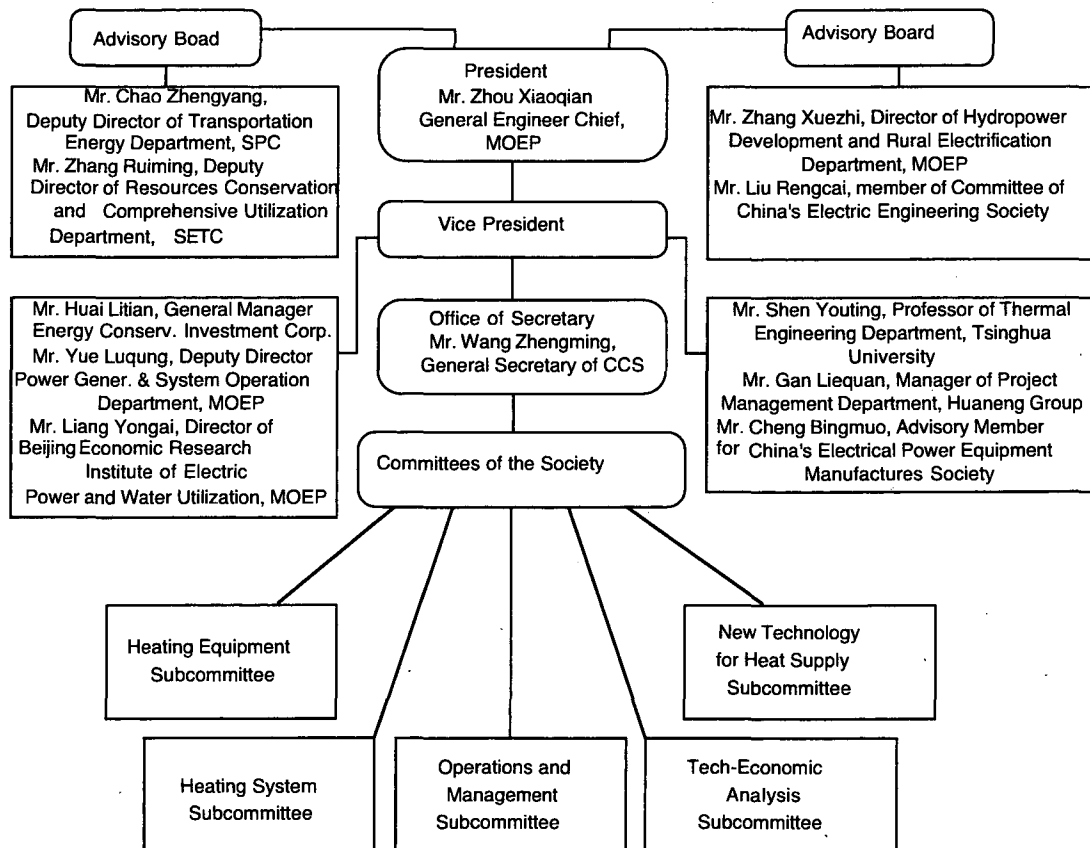 Advisory Boad
Mr. Chao Zhengyang,
Deputy Director of Transportation
Energy Department, SPC
Mr. Zhang Ruiming, Deputy
Director of Resources Conservation
and Comprehensive Utilization
Department, SETC
President
Mr. Zhou Xiaoqian
General Engineer Chief,
MOEP
Advisory Board
Mr. Zhang Xuezhi, Director of Hydropower
Development and Rural Electrification
Department, MOEP
Mr. Liu Rengcai, member of Committee of
China's Electric Engineering Society
Vice President
Mr. Huai Litian, General Manager
Energy Conserv. Investment Corp.
Mr. Yue Luqung, Deputy Director
Power Gener. & System Operation
Department, MOEP
Mr. Liang Yongai, Director of
Beijing Economic Research
Institute of Electric
Power and Water Utilization, MOEP
Office of Secretary
Mr. Wang Zhengming,
General Secretary of CCS
Mr. Shen Youting, Professor of Thermal
Engineering Department, Tsinghua
University
Mr. Gan Liequan, Manager of Project
Management Department, Huaneng Group
Mr. Cheng Bingmuo, Advisory Member
for China's Electrical Power Equipment
Manufactures Society
Committees of the Society
Heating Equipment
Subcommittee
New Technology
for Heat Supply
Subcommittee
Heating System
Subcommittee
Operations and
Management
Subcommittee
Tech-Economic
Analysis
Subcommittee